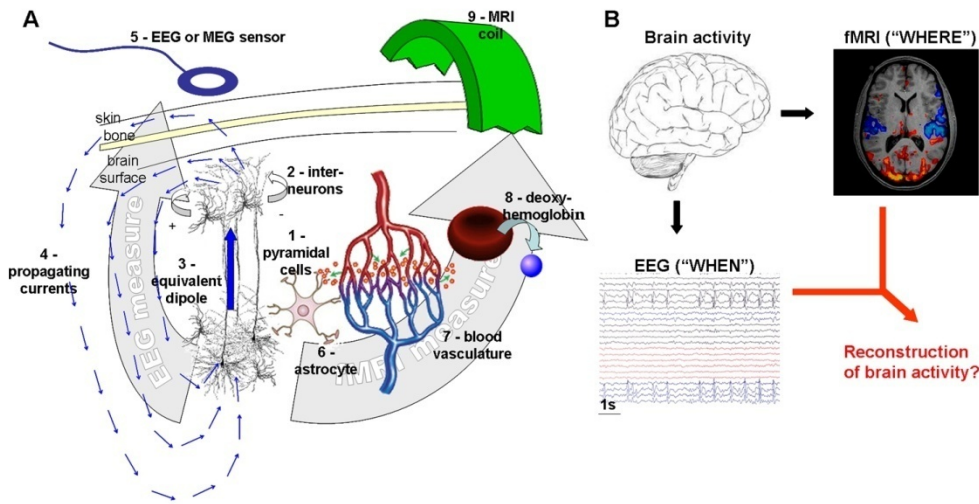 A
5 - EEG or MEG sensor
9 - MRI
coil
skin
bone
brain
surface
2 - inter-
neurons
8 - deoxy-
hemoglobin
+
-
1 -
pyramidal
cells
4 -
propagating
currents
3 -
equivalent
dipole
EEG measure
7 - blood
vasculature
6 -
astrocyte
fMRI measure
B
Brain activity
fMRI ("WHERE")
EEG ("WHEN")
Reconstruction
of brain activity?
1s